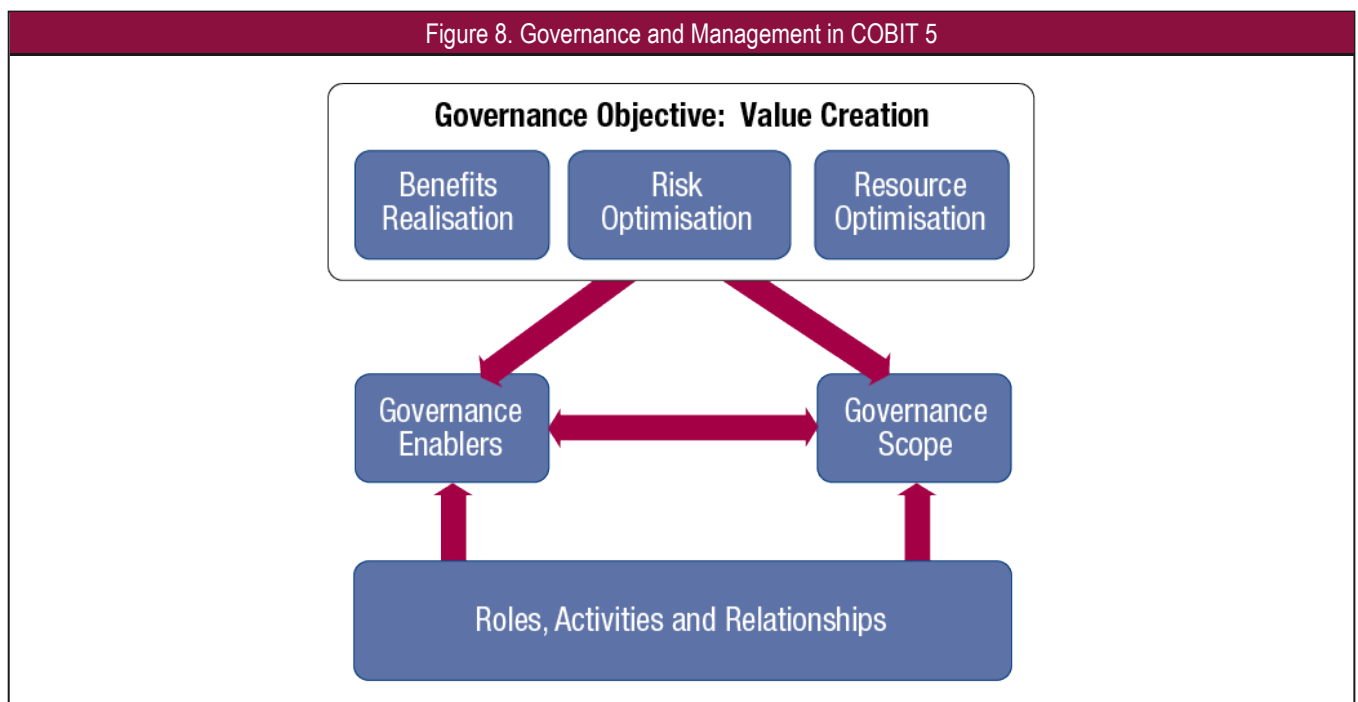 Figure 8. Governance and Management in COBIT 5
Governance Objective: Value Creation
Benefits
Realisation
Risk
Optimisation
Resource
Optimisation
Governance
Enablers
Governance
Scope
Roles, Activities and Relationships